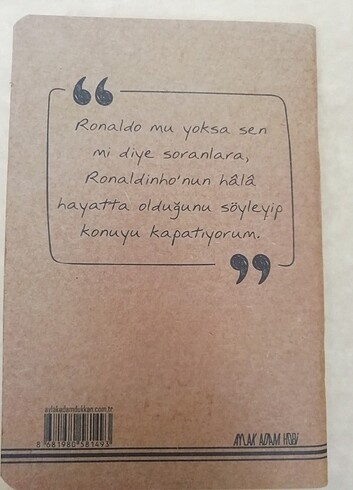 Ronaldo mu yoksa sen
mi diye soranlara,
Ronaldinho'nun hâlâ
hayatta olduğunu söyleyip
konuyu kapatıyorum.
aylakadamdukkan.com.tr
8 681980 581493
AYLAK ADAM HOBİ